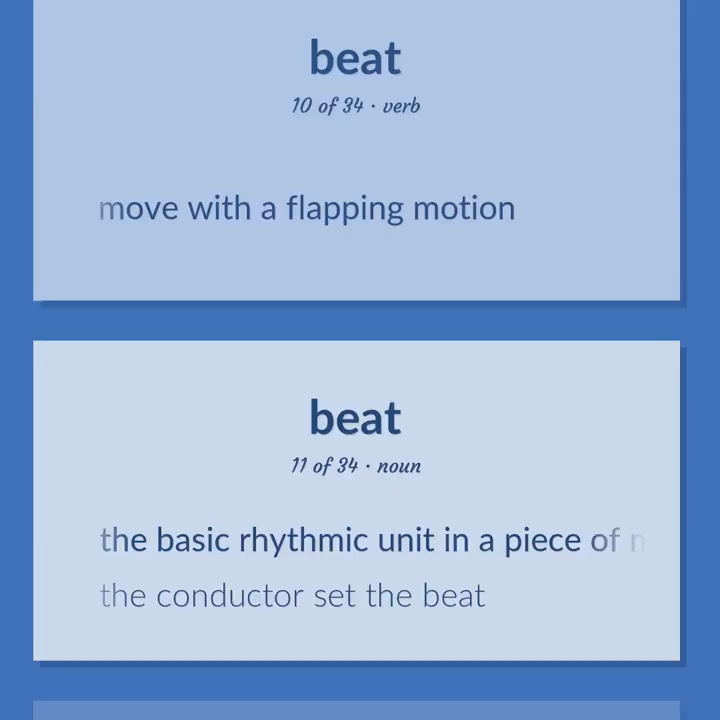 beat
10 of 34 · verb
move with a flapping motion
beat
11 of 34 · noun
the basic rhythmic unit in a piece of
the conductor set the beat